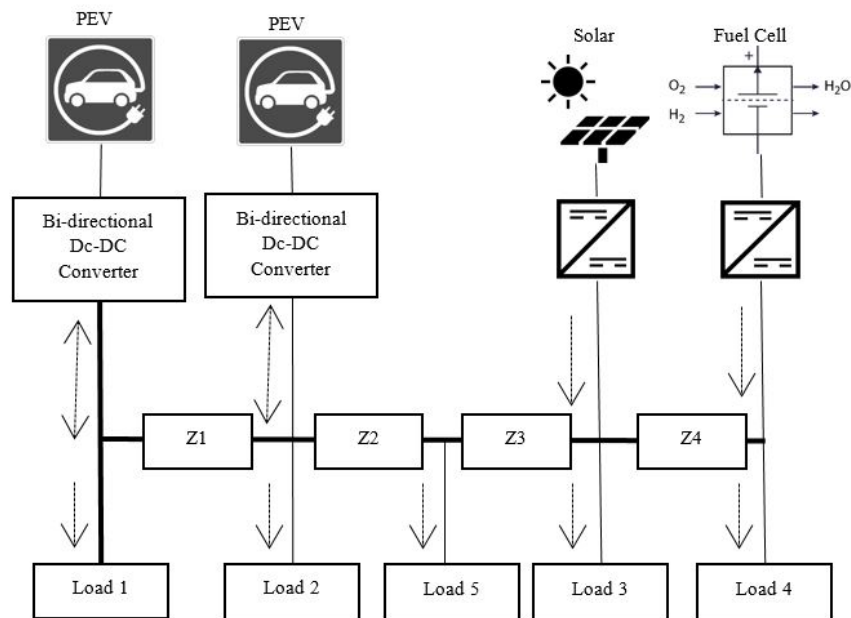 PEV
PEV
Solar
Fuel Cell
+
O2
H2O
H2
Bi-directional
Dc-DC
Converter
Bi-directional
Dc-DC
Converter
Z1
Z2
Z3
Z4
Load 1
Load 2
Load 5
Load 3
Load 4